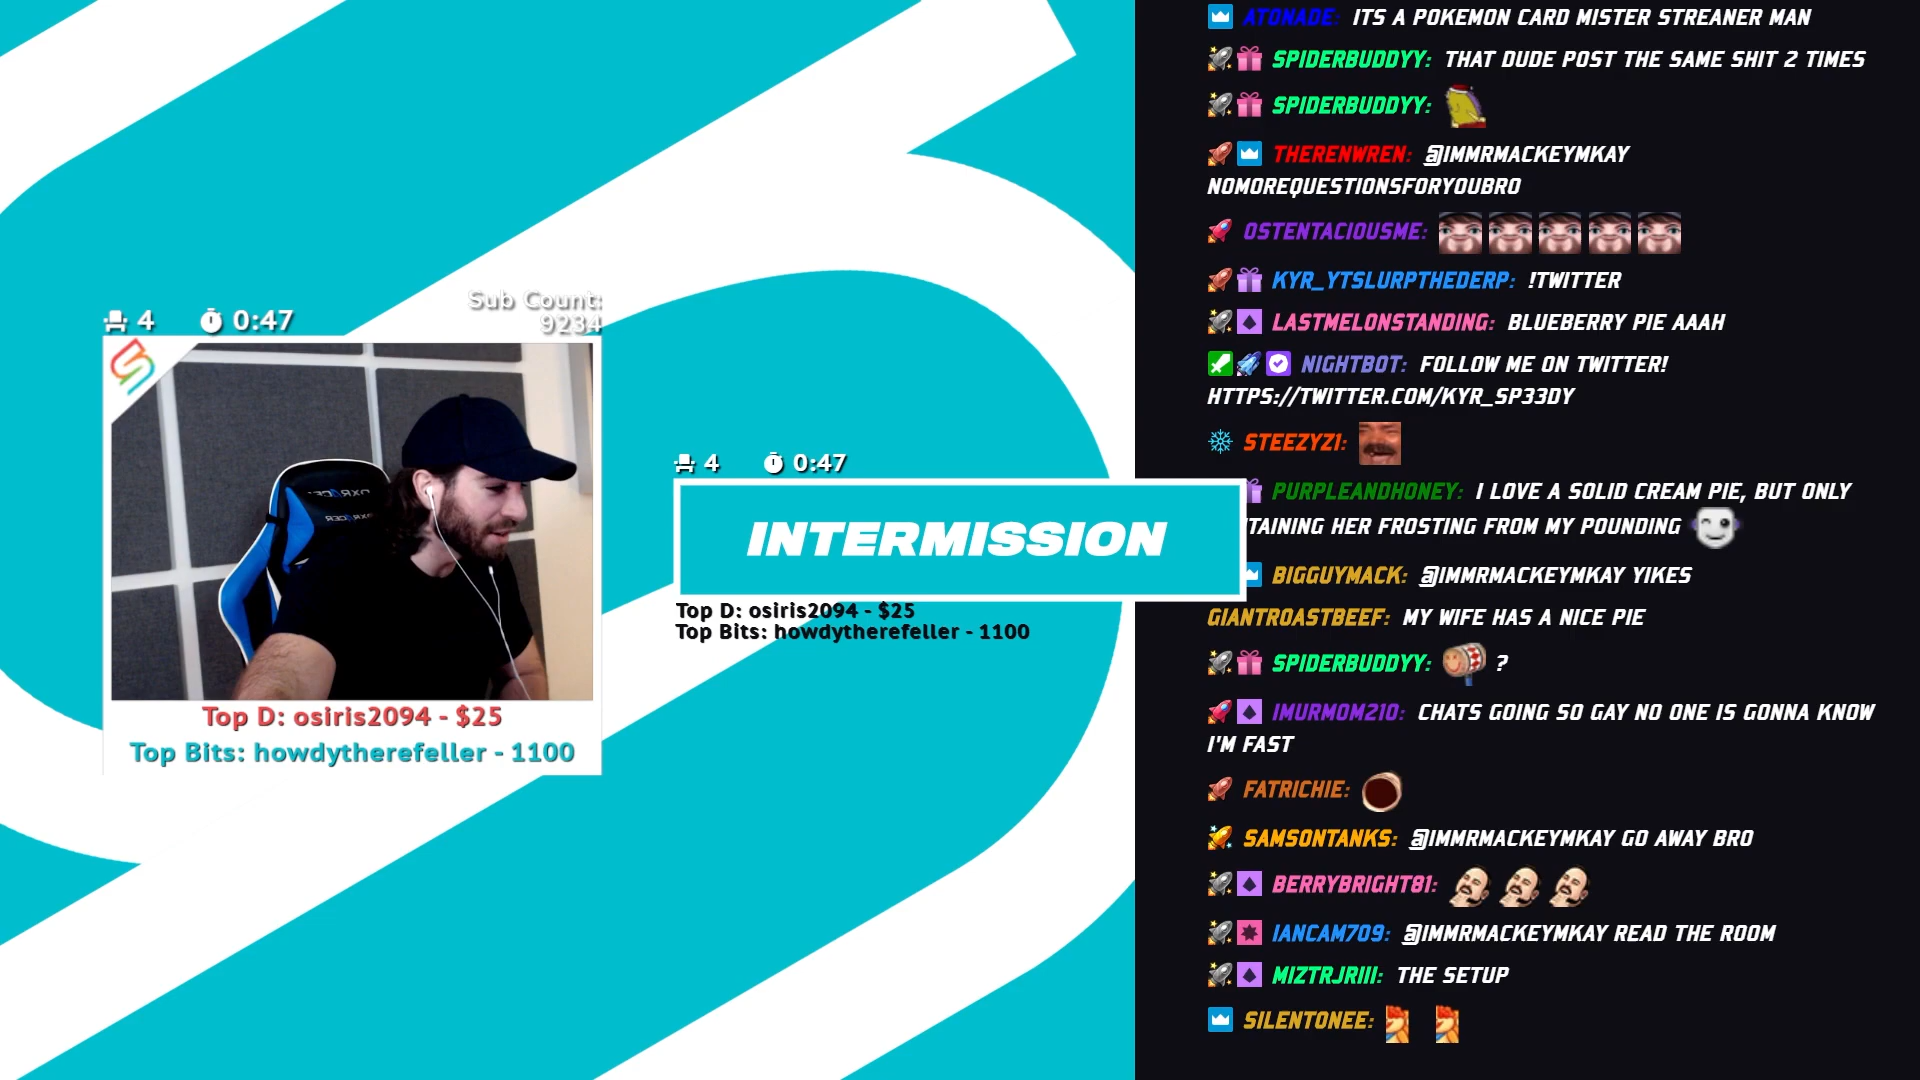 4 0:47
Sub Count:
9234
Top D: osiris2094 - $25
Top Bits: howdytherefeller - 1100
4 0:47
INTERMISSION
Top D: osiris2094 - $25
Top Bits: howdytherefeller - 1100
ATONADE: ITS A POKEMON CARD MISTER STREANER MAN
SPIDERBUDDYY: THAT DUDE POST THE SAME SHIT 2 TIMES
SPIDERBUDDYY:
THERENWREN: @IMMRMACKEYMKAY
NOMOREQUESTIONSFORYOUBRO
OSTENTACIOUSME:
KYR_YTSLURPTHEDERP: !TWITTER
LASTMELONSTANDING: BLUEBERRY PIE AAAH
NIGHTBOT: FOLLOW ME ON TWITTER!
HTTPS://TWITTER.COM/KYR_SP33DY
STEEZYZ1:
PURPLEANDHONEY: I LOVE A SOLID CREAM PIE, BUT ONLY
TAINING HER FROSTING FROM MY POUNDING
BIGGUYMACK: @IMMRMACKEYMKAY YIKES
GIANTROASTBEEF: MY WIFE HAS A NICE PIE
SPIDERBUDDYY: ?
IMURMOM210: CHATS GOING SO GAY NO ONE IS GONNA KNOW
I'M FAST
FATRICHIE:
SAMSONTANKS: @IMMRMACKEYMKAY GO AWAY BRO
BERRYBRIGHT81:
IANCAM709: @IMMRMACKEYMKAY READ THE ROOM
MIZTRJRIII: THE SETUP
SILENTONEE: